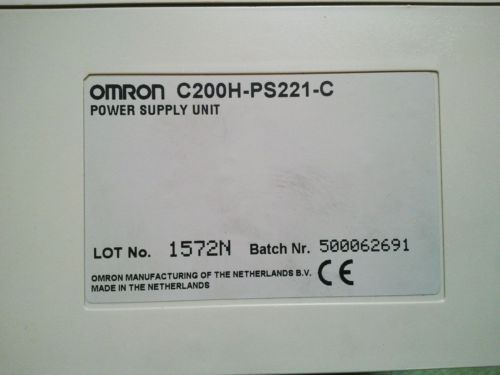 OMRON C200H-PS221-C
POWER SUPPLY UNIT
LOT No. 1572N Batch Nr. 500062691
OMRON MANUFACTURING OF THE NETHERLANDS B.V.
MADE IN THE NETHERLANDS
CE